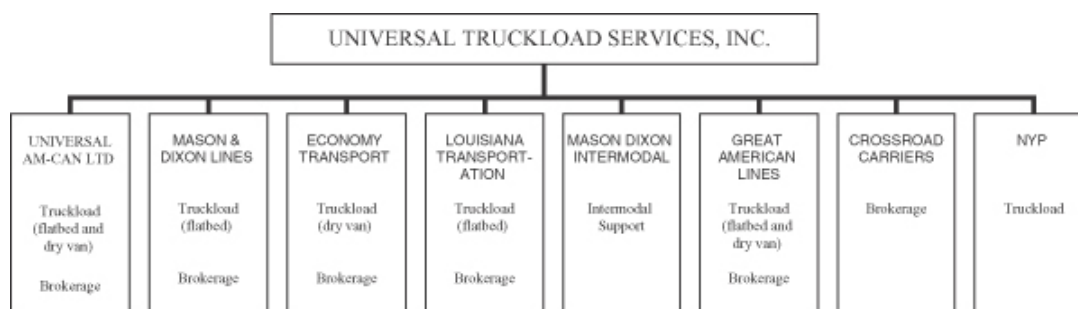 UNIVERSAL TRUCKLOAD SERVICES, INC.
UNIVERSAL
AM-CAN LTD
Truckload
(flatbed and
dry van)
Brokerage
MASON &
DIXON LINES
Truckload
(flatbed)
Brokerage
ECONOMY
TRANSPORT
Truckload
(dry van)
Brokerage
LOUISIANA
TRANSPORT-
ATION
Truckload
(flatbed)
Brokerage
MASON DIXON
INTERMODAL
Intermodal
Support
GREAT
AMERICAN
LINES
Truckload
(flatbed and
dry van)
Brokerage
CROSSROAD
CARRIERS
Brokerage
NYP
Truckload